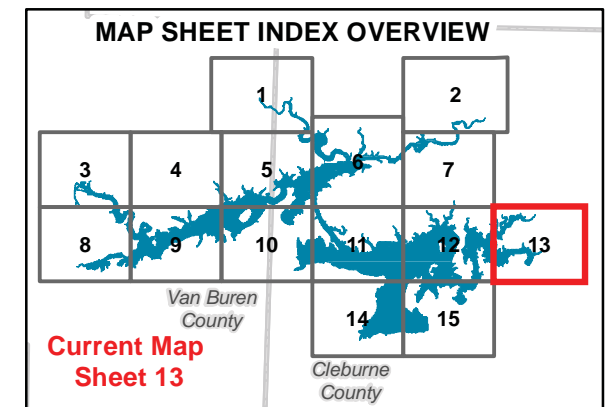 MAP SHEET INDEX OVERVIEW
1
2
3
4
5
6
7
8
9
10
11
12
13
Van Buren
County
14
15
Current Map
Sheet 13
Cleburne
County